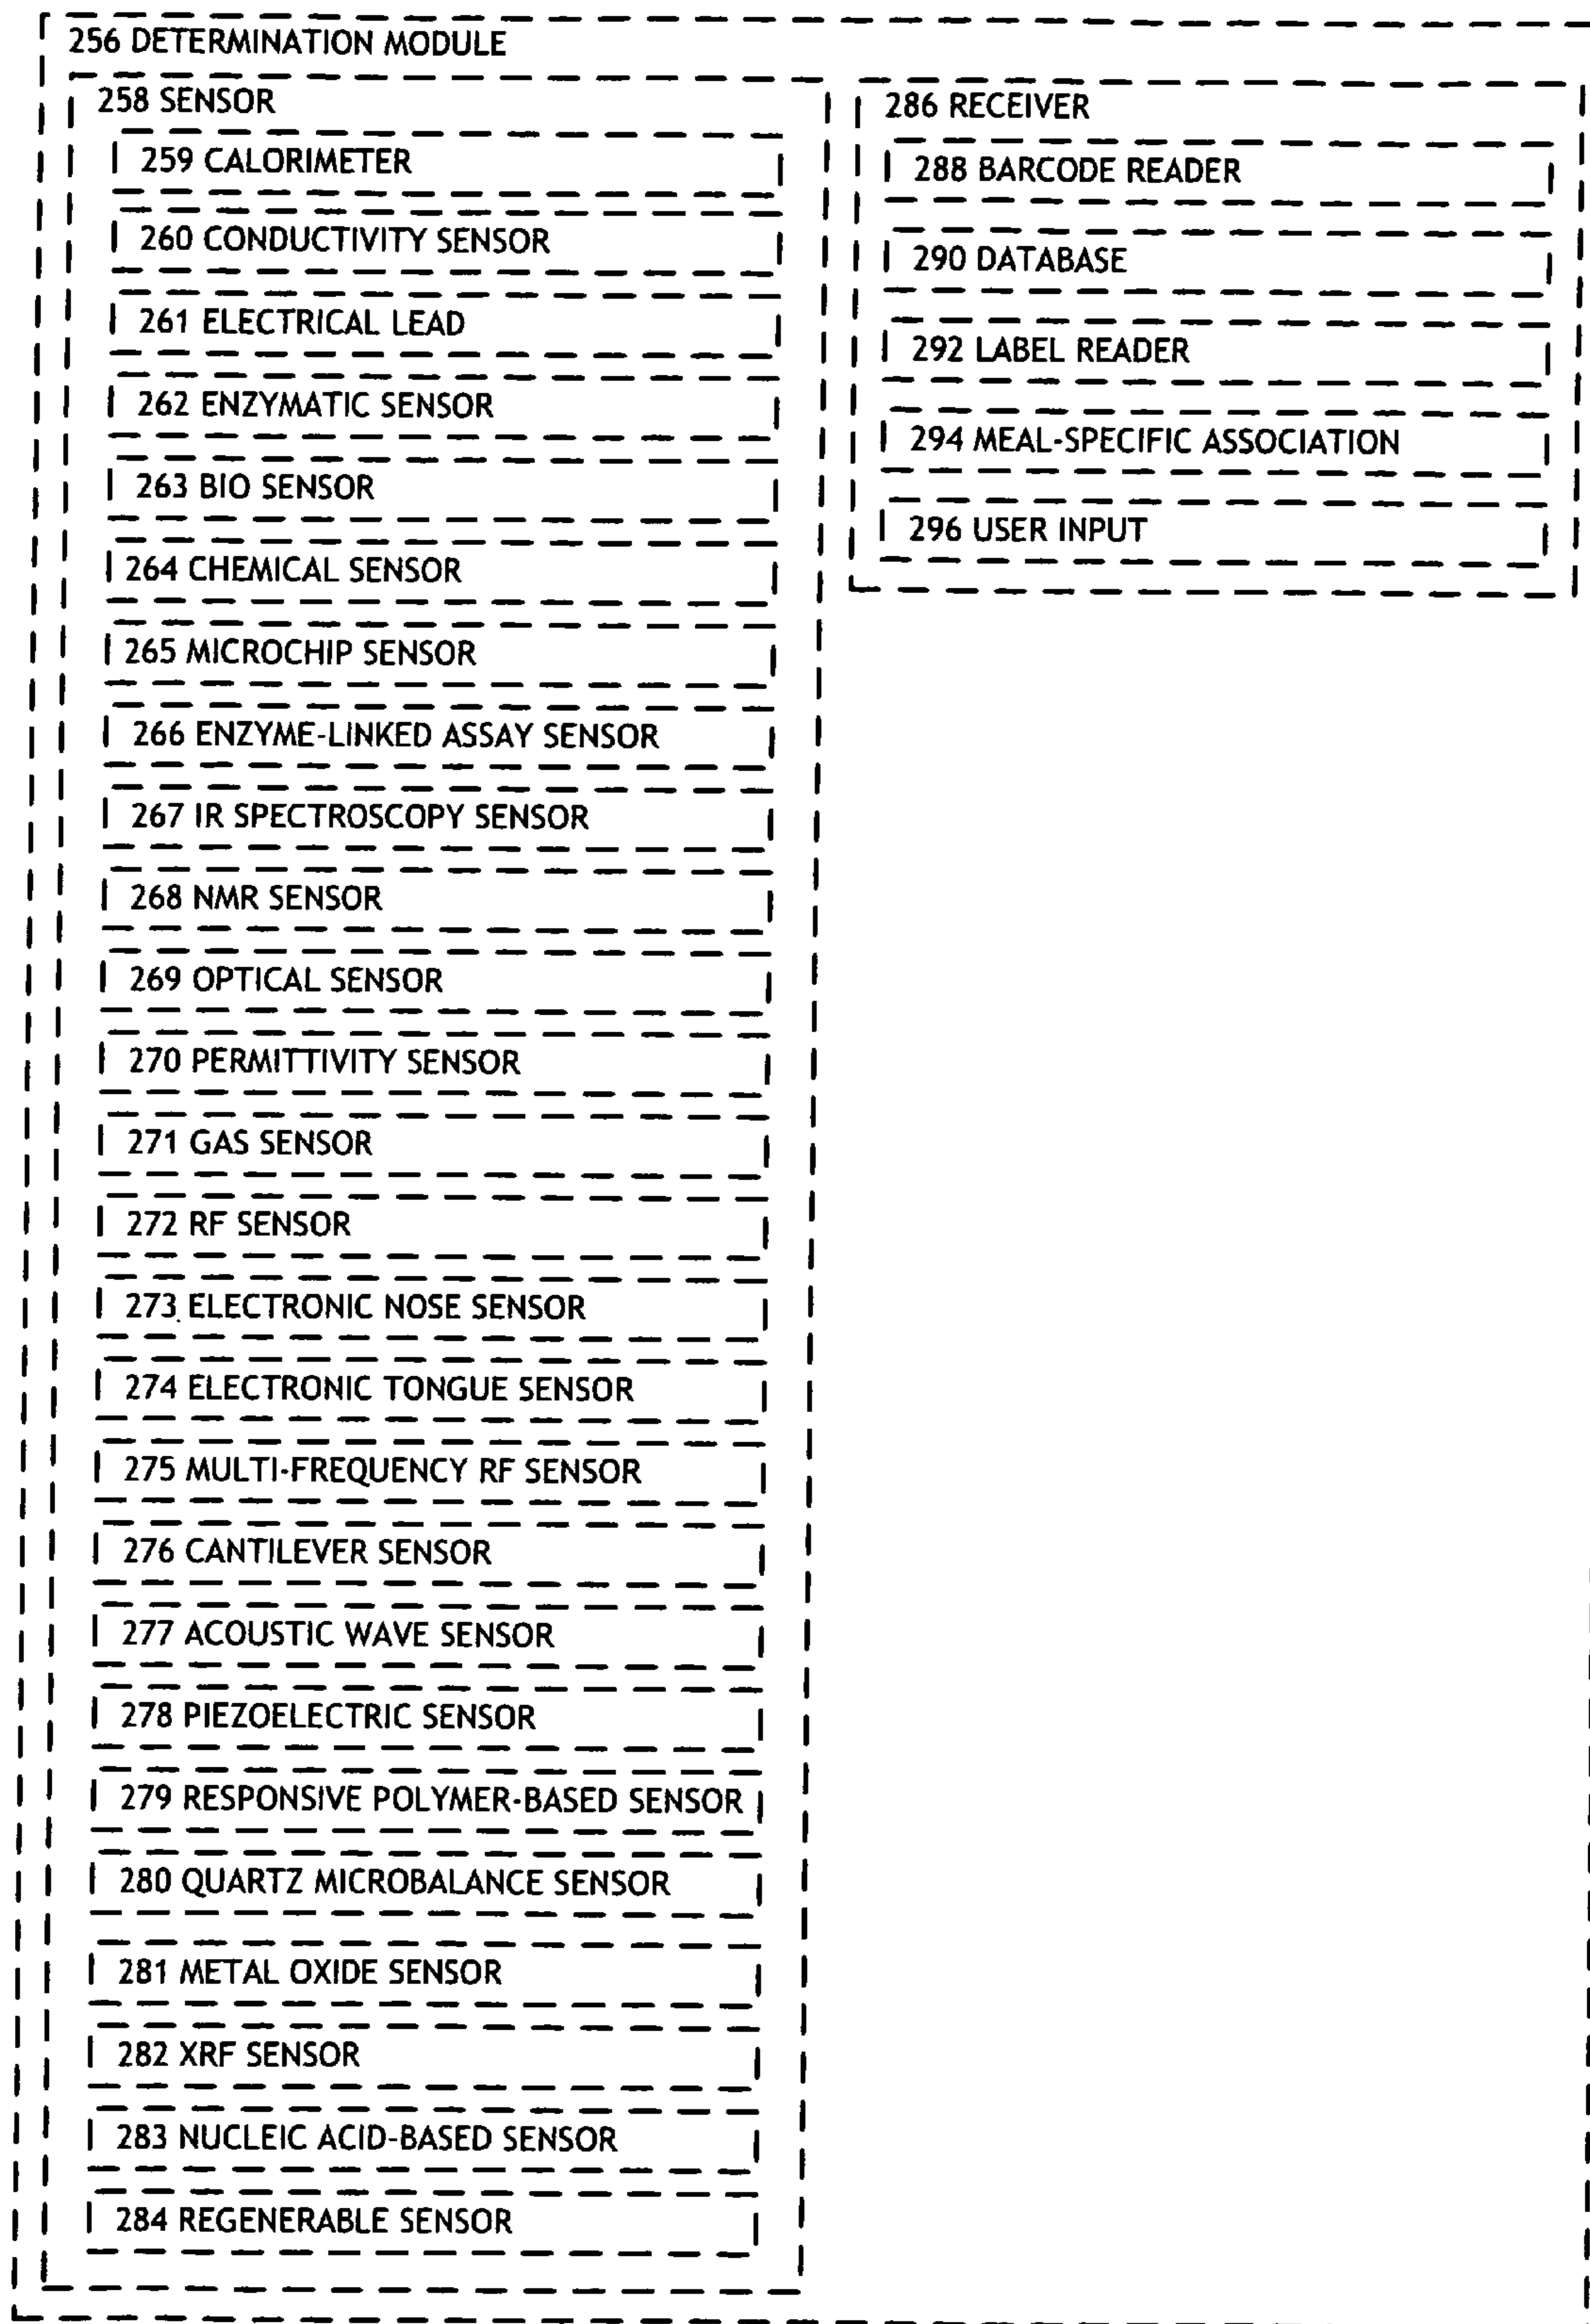 256 DETERMINATION MODULE
258 SENSOR
259 CALORIMETER
260 CONDUCTIVITY SENSOR
261 ELECTRICAL LEAD
262 ENZYMATIC SENSOR
263 BIO SENSOR
264 CHEMICAL SENSOR
265 MICROCHIP SENSOR
266 ENZYME-LINKED ASSAY SENSOR
267 IR SPECTROSCOPY SENSOR
268 NMR SENSOR
269 OPTICAL SENSOR
270 PERMITTIVITY SENSOR
271 GAS SENSOR
272 RF SENSOR
273 ELECTRONIC NOSE SENSOR
274 ELECTRONIC TONGUE SENSOR
275 MULTI-FREQUENCY RF SENSOR
276 CANTILEVER SENSOR
277 ACOUSTIC WAVE SENSOR
278 PIEZOELECTRIC SENSOR
279 RESPONSIVE POLYMER-BASED SENSOR
280 QUARTZ MICROBALANCE SENSOR
281 METAL OXIDE SENSOR
282 XRF SENSOR
283 NUCLEIC ACID-BASED SENSOR
284 REGENERABLE SENSOR
286 RECEIVER
288 BARCODE READER
290 DATABASE
292 LABEL READER
294 MEAL-SPECIFIC ASSOCIATION
296 USER INPUT